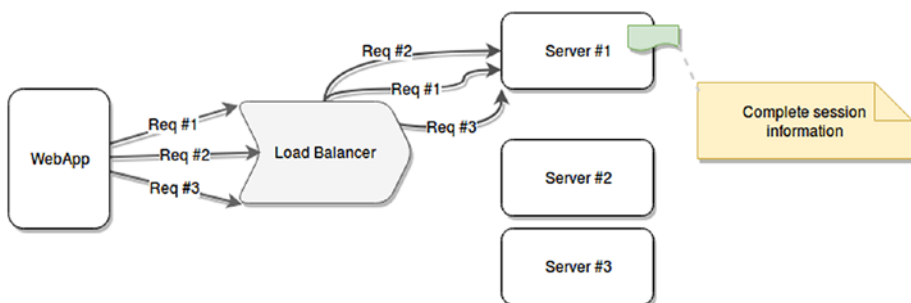 WebApp
Req #1
Req #2
Req #3
Load Balancer
Req #2
Req #1
Req #3
Server #1
Server #2
Server #3
Complete session
information